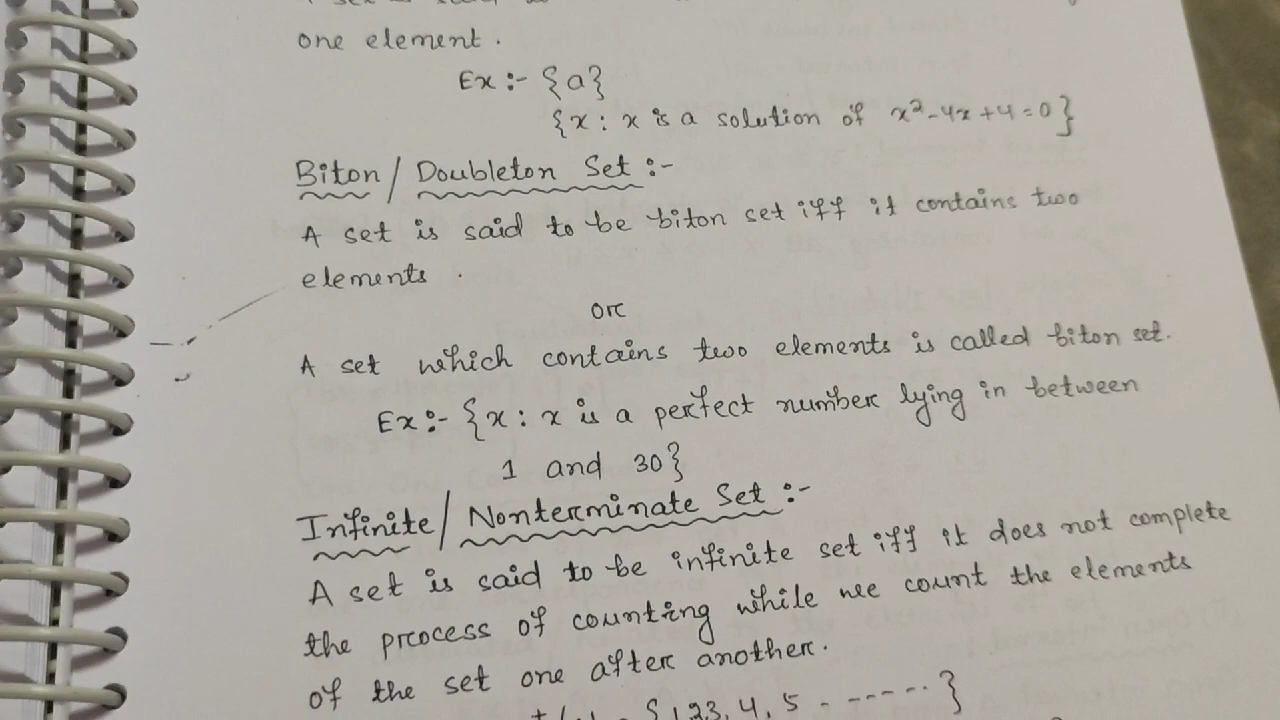 one element.
Ex :- {a}
{x : x is a solution of x²-4x+4=0}
Biton / Doubleton Set :-
A set is said to be biton set iff it contains two
elements .
or
A set which contains two elements is called biton set.
Ex :- {x : x is a perfect number lying in between
1 and 30}
Infinite / Nonterminate Set :-
A set is said to be infinite set iff it does not complete
the process of counting while we count the elements
of the set one after another.
{1,2,3,4,5 - ----- }